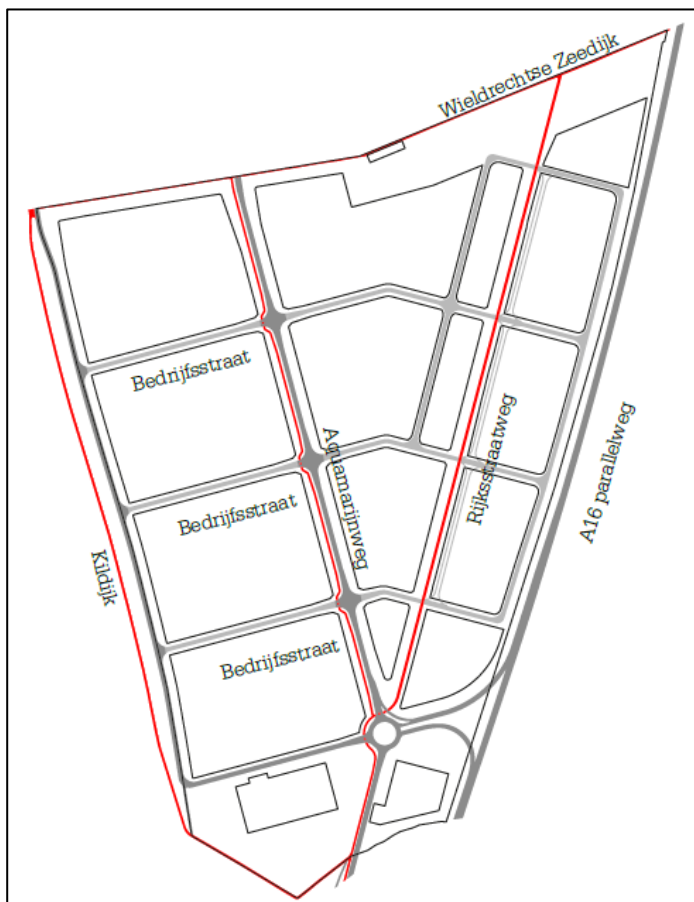 Wieldrechtse Zeedijk
Bedrijfsstraat
Aquamarijnweg
Rijksstraatweg
A16 parallelweg
Bedrijfsstraat
Kildijk
Bedrijfsstraat